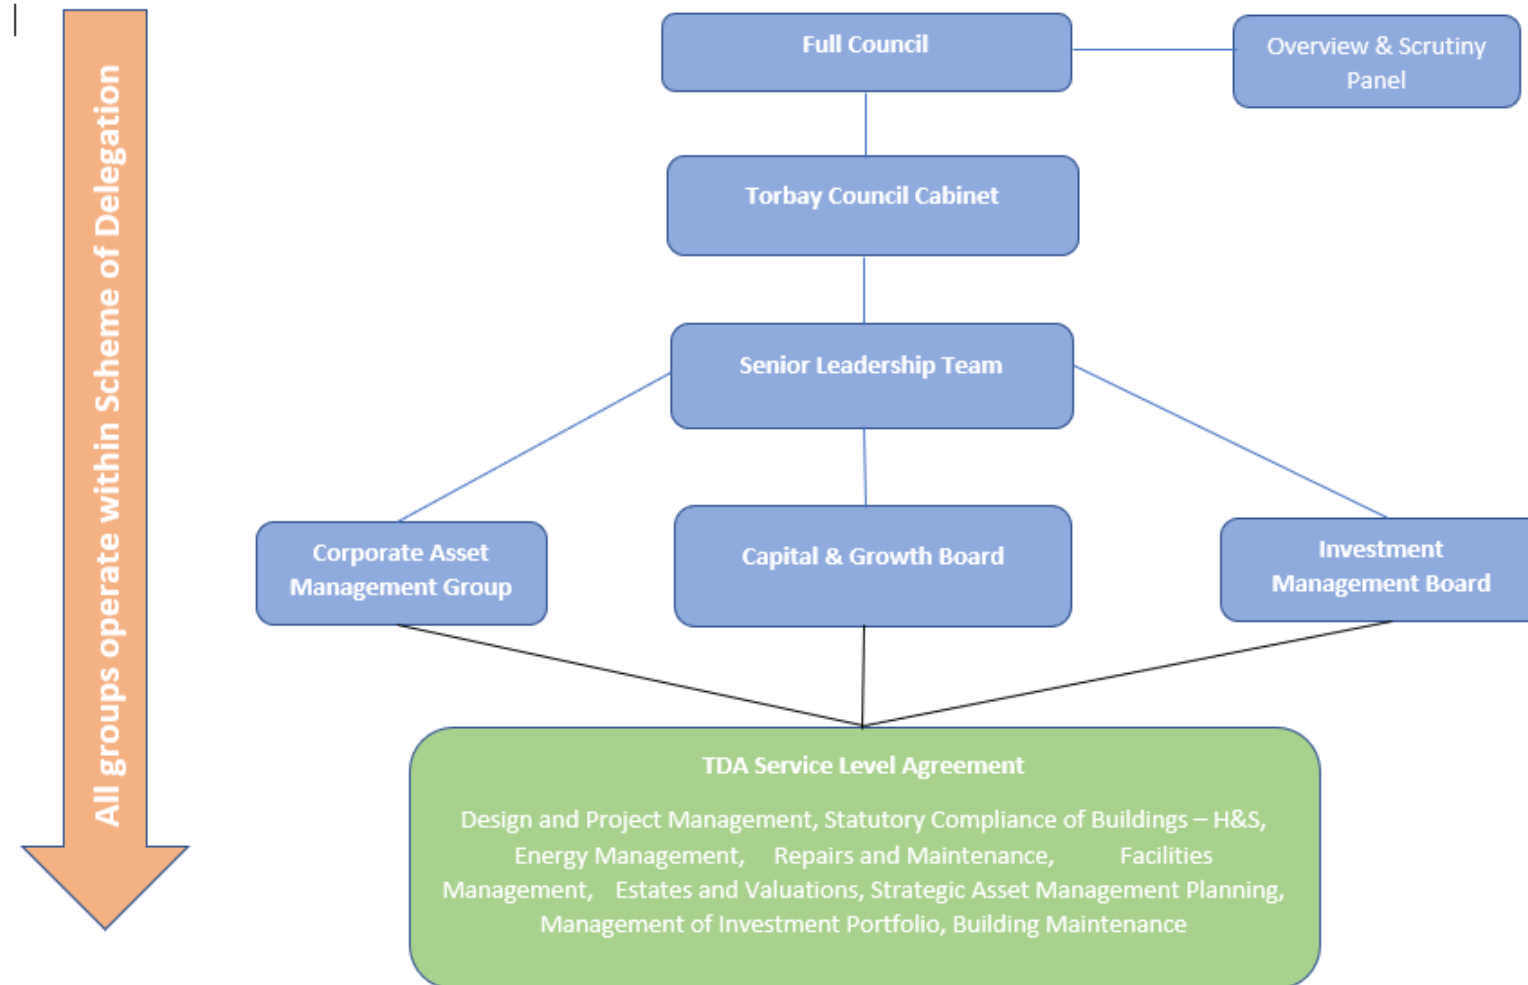 All groups operate within Scheme of Delegation
Full Council
Overview & Scrutiny
Panel
Torbay Council Cabinet
Senior Leadership Team
Corporate Asset
Management Group
Capital & Growth Board
Investment
Management Board
TDA Service Level Agreement
Design and Project Management, Statutory Compliance of Buildings – H&S,
Energy Management, Repairs and Maintenance, Facilities
Management, Estates and Valuations, Strategic Asset Management Planning,
Management of Investment Portfolio, Building Maintenance